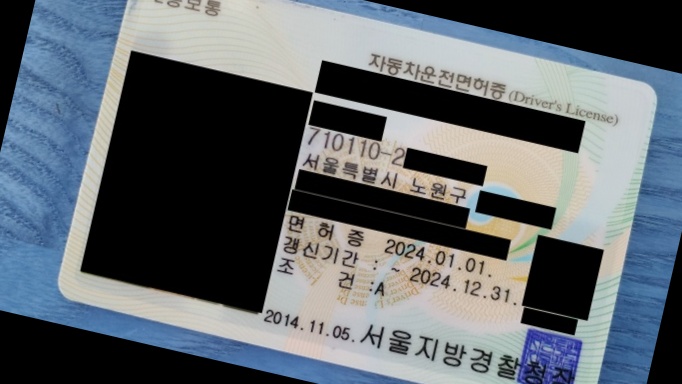 자동차운전면허증 (Driver's License)
710110-2
서울특별시 노원구
면 허 증
갱신기간 : 2024.01.01.
~ 2024.12.31.
조 건 :A
2014.11.05. 서울지방경찰청장